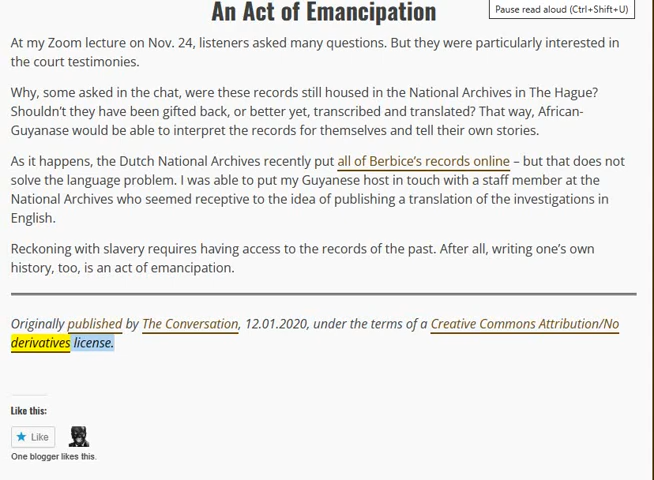 An Act of Emancipation
Pause read aloud (Ctrl+Shift+U)
At my Zoom lecture on Nov. 24, listeners asked many questions. But they were particularly interested in
the court testimonies.
Why, some asked in the chat, were these records still housed in the National Archives in The Hague?
Shouldn't they have been gifted back, or better yet, transcribed and translated? That way, African-
Guyanase would be able to interpret the records for themselves and tell their own stories.
As it happens, the Dutch National Archives recently put all of Berbice's records online – but that does not
solve the language problem. I was able to put my Guyanese host in touch with a staff member at the
National Archives who seemed receptive to the idea of publishing a translation of the investigations in
English.
Reckoning with slavery requires having access to the records of the past. After all, writing one's own
history, too, is an act of emancipation.
Originally published by The Conversation, 12.01.2020, under the terms of a Creative Commons Attribution/No
derivatives license.
Like this:
Like
One blogger likes this.